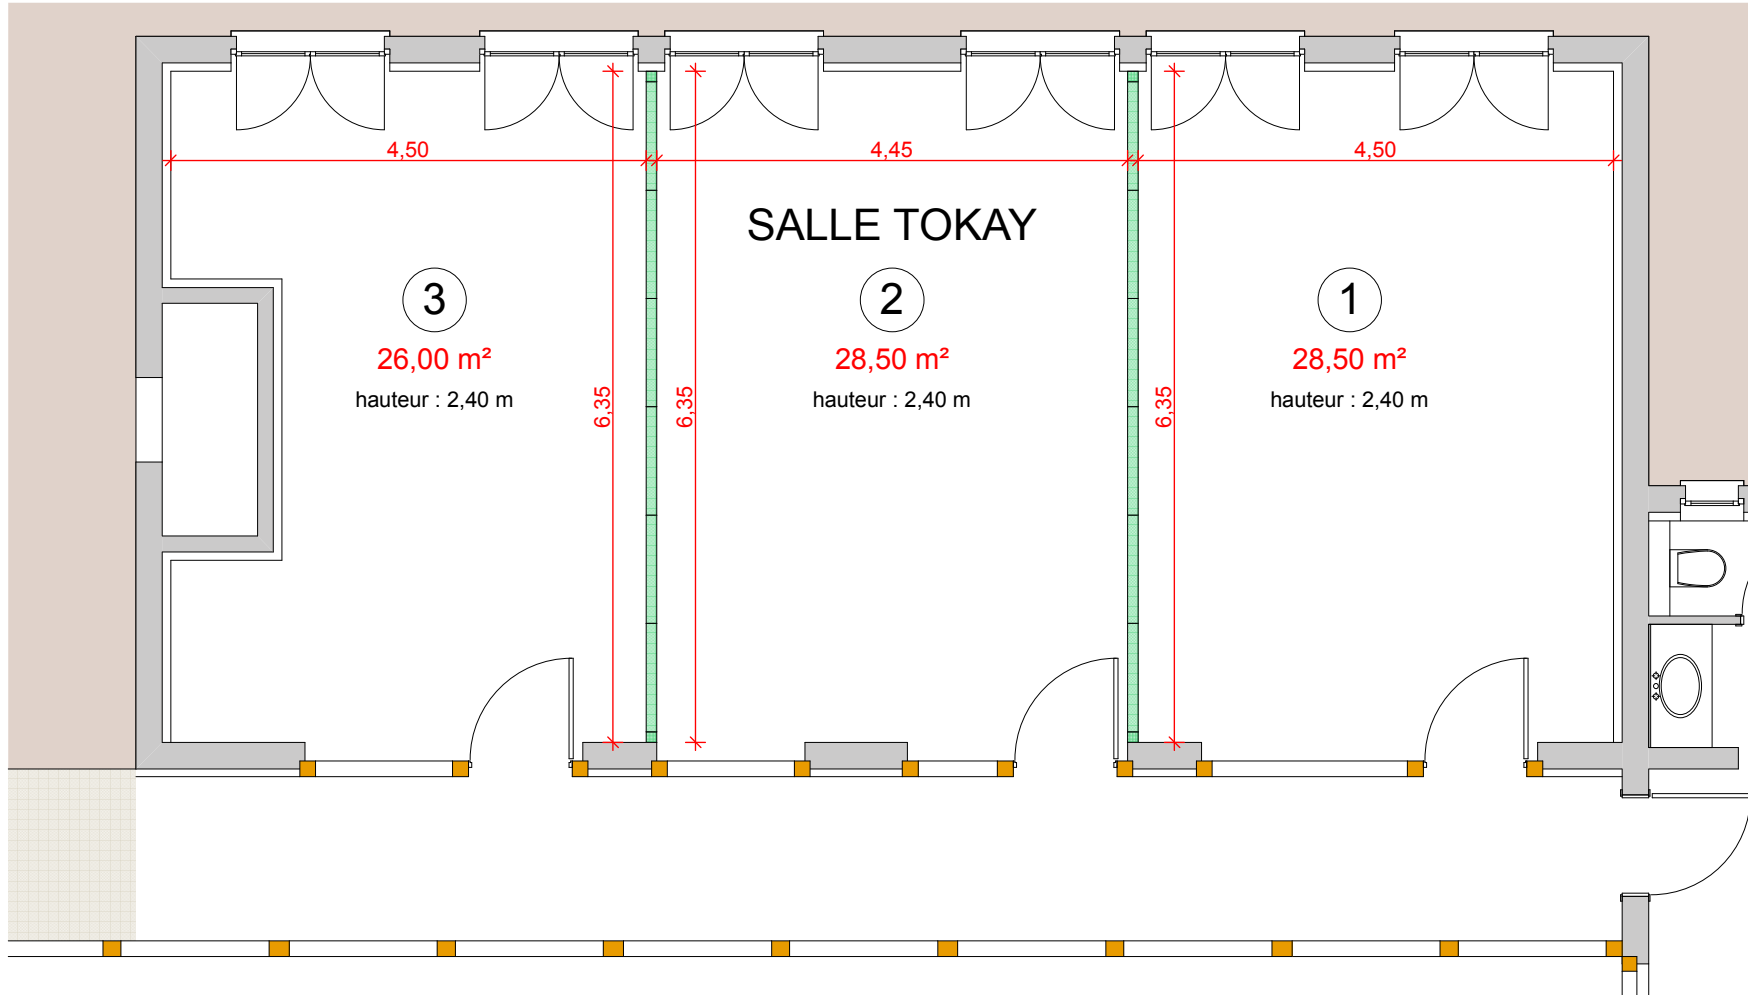 4,50
4,45
4,50
SALLE TOKAY
3
2
1
26,00 m²
28,50 m²
28,50 m²
hauteur : 2,40 m
hauteur : 2,40 m
hauteur : 2,40 m
6,35
6,35
6,35